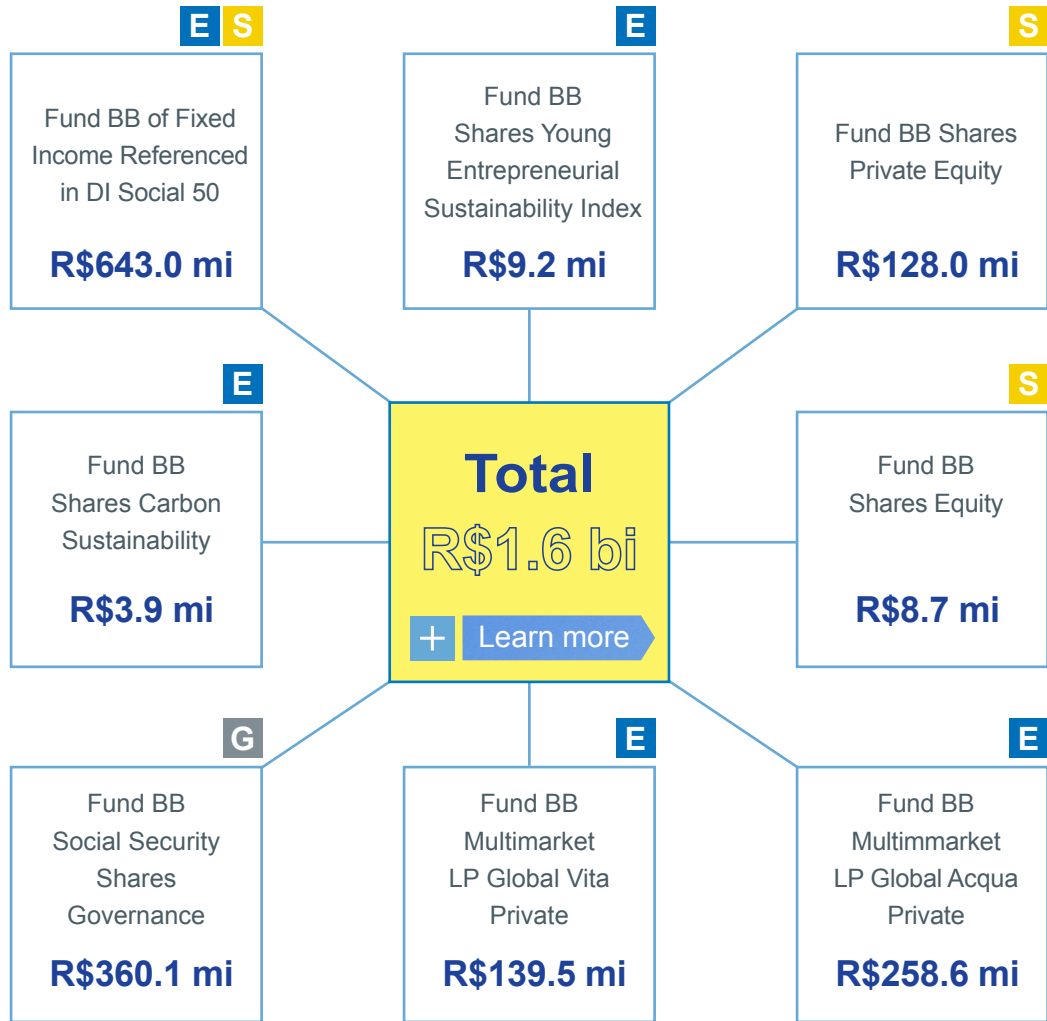 E S
Fund BB of Fixed
Income Referenced
in DI Social 50
R$643.0 mi
E
Fund BB
Shares Young
Entrepreneurial
Sustainability Index
R$9.2 mi
S
Fund BB Shares
Private Equity
R$128.0 mi
E
Fund BB
Shares Carbon
Sustainability
R$3.9 mi
Total
R$1.6 bi
+ Learn more
S
Fund BB
Shares Equity
R$8.7 mi
G
Fund BB
Social Security
Shares
Governance
R$360.1 mi
E
Fund BB
Multimarket
LP Global Vita
Private
R$139.5 mi
E
Fund BB
Multimmarket
LP Global Acqua
Private
R$258.6 mi